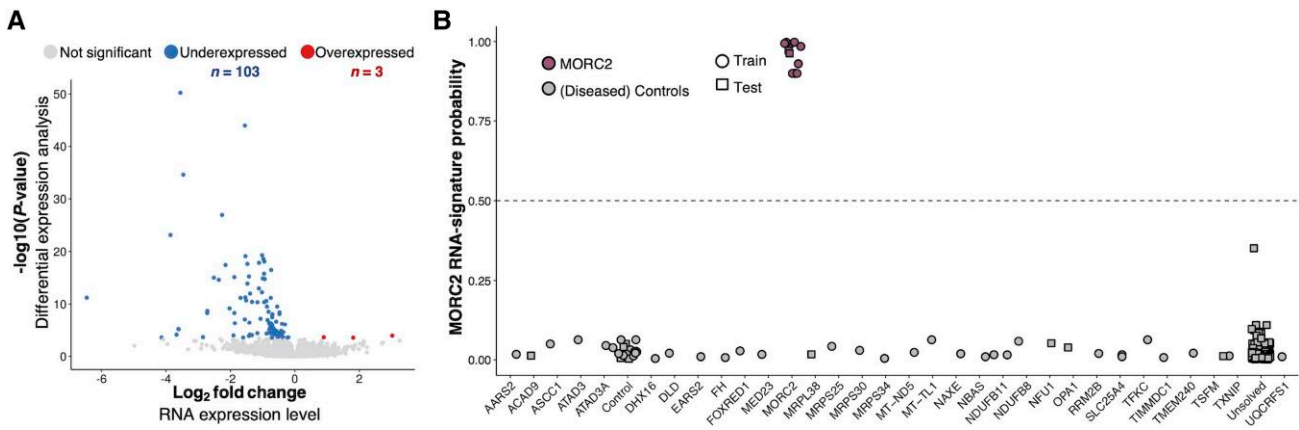 A
Not significant
Underexpressed
Overexpressed
n = 103
n = 3
-log10(P-value)
Differential expression analysis
50
40
30
20
10
0
-6
-4
-2
0
2
Log2 fold change
RNA expression level
B
MORC2 RNA-signature probability
1.00
0.75
0.50
0.25
0.00
MORC2
(Diseased) Controls
Train
Test
AARS2
ACAD9
ASCC1
ATAD3
ATAD3A
Control
DHX16
DLD
EARS2
FH
FOXRED1
MED23
MORC2
MRPL38
MRPS25
MRPS30
MRPS34
MT-ND5
MT-TL1
NAXE
NBAS
NDUFB11
NDUFB8
NFU1
OPA1
RRM2B
SLC25A4
TFKC
TIMMDC1
TMEM240
TSFM
TXNIP
Unsolved
UQCRFS1